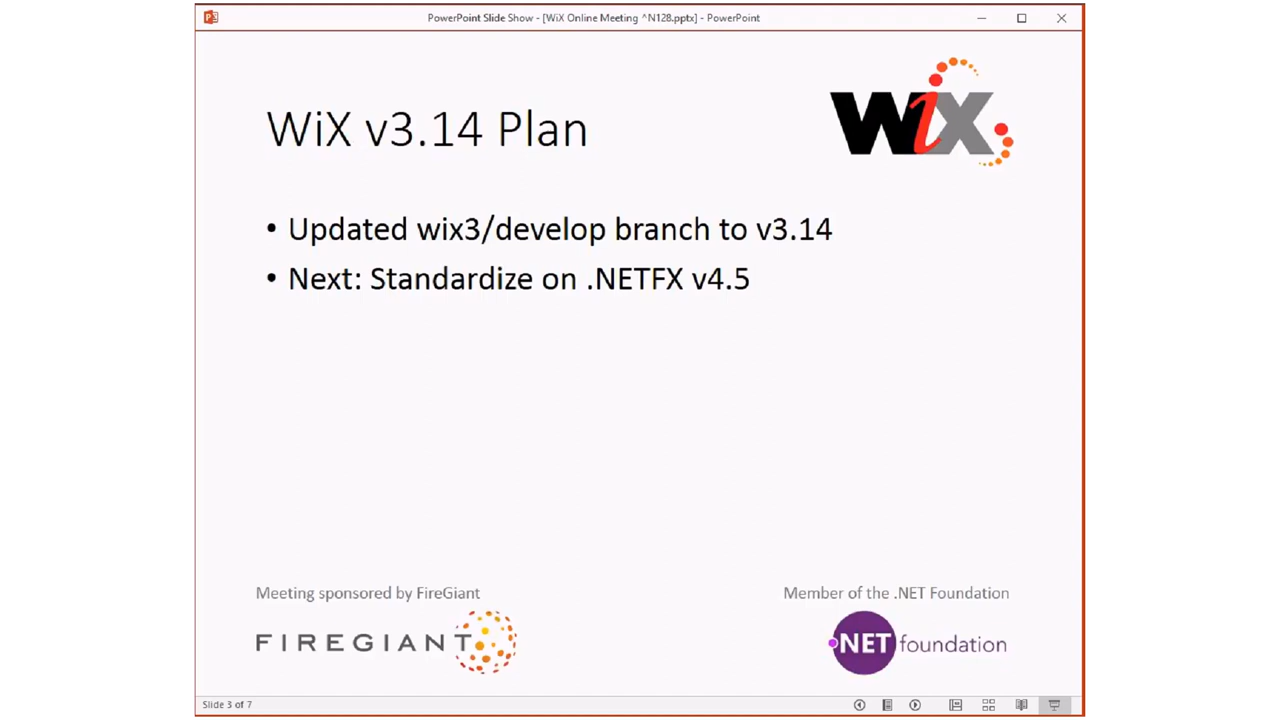 PowerPoint Slide Show - [WiX Online Meeting ^N128.pptx] - PowerPoint
WiX v3.14 Plan
WiX
• Updated wix3/develop branch to v3.14
• Next: Standardize on .NETFX v4.5
Meeting sponsored by FireGiant
Member of the .NET Foundation
FIREGIANT
.NET foundation
Slide 3 of 7